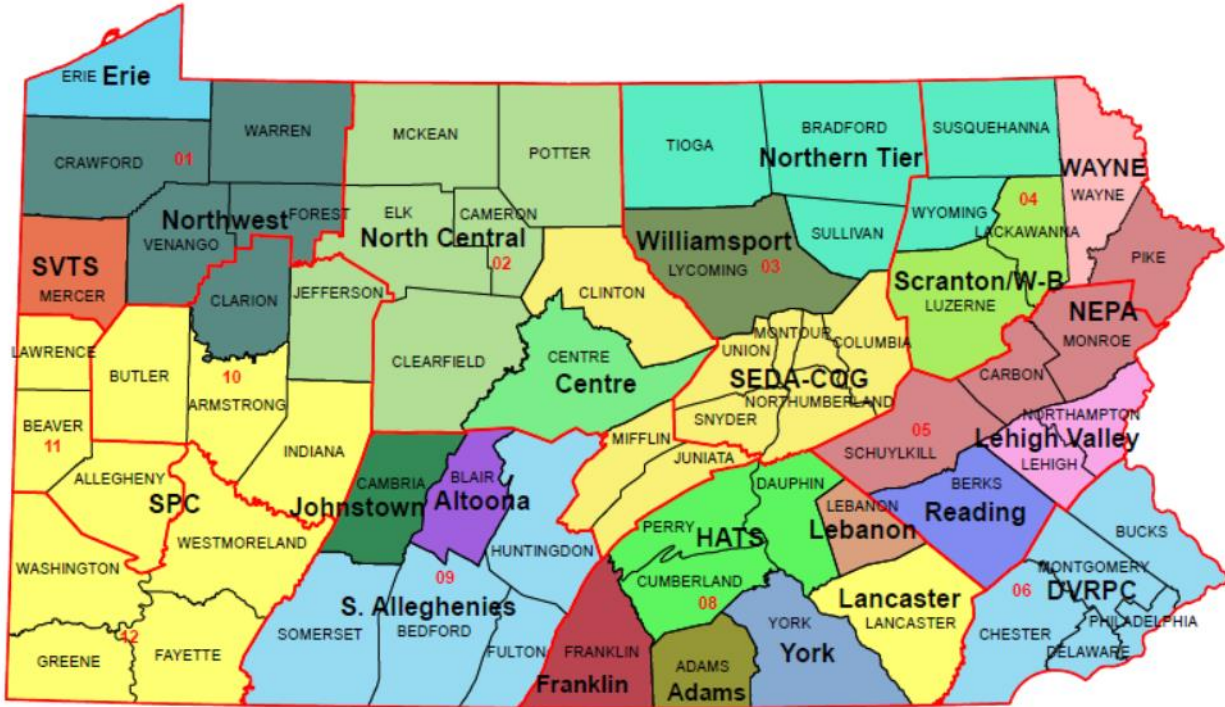 ERIE Erie
WARREN
CRAWFORD 01
MCKEAN
POTTER
TIOGA
BRADFORD
Northern Tier
SUSQUEHANNA
WAYNE
WAYNE
Northwest
FOREST
VENANGO
ELK
CAMERON
North Central
02
Williamsport
LYCOMING 03
SULLIVAN
WYOMING
04
LACKAWANNA
PIKE
SVTS
MERCER
CLARION
JEFFERSON
CLINTON
Scranton/W-B
LUZERNE
NEPA
MONROE
LAWRENCE
BUTLER
10
ARMSTRONG
CLEARFIELD
CENTRE
Centre
UNION
MONTOUR
COLUMBIA
SEDA-COG
NORTHUMBERLAND
SNYDER
CARBON
BEAVER
11
INDIANA
MIFFLIN
JUNIATA
05
SCHUYLKILL
NORTHAMPTON
Lehigh Valley
LEHIGH
ALLEGHENY
SPC
WESTMORELAND
CAMBRIA
Johnstown
BLAIR
Altoona
HUNTINGDON
DAUPHIN
PERRY
HATS
LEBANON
Lebanon
BERKS
Reading
BUCKS
WASHINGTON
09
CUMBERLAND
08
MONTGOMERY
06 DVRPC
PHILADELPHIA
S. Alleghenies
SOMERSET
BEDFORD
Lancaster
LANCASTER
CHESTER
DELAWARE
12
GREENE
FAYETTE
FULTON
FRANKLIN
Franklin
ADAMS
Adams
YORK
York